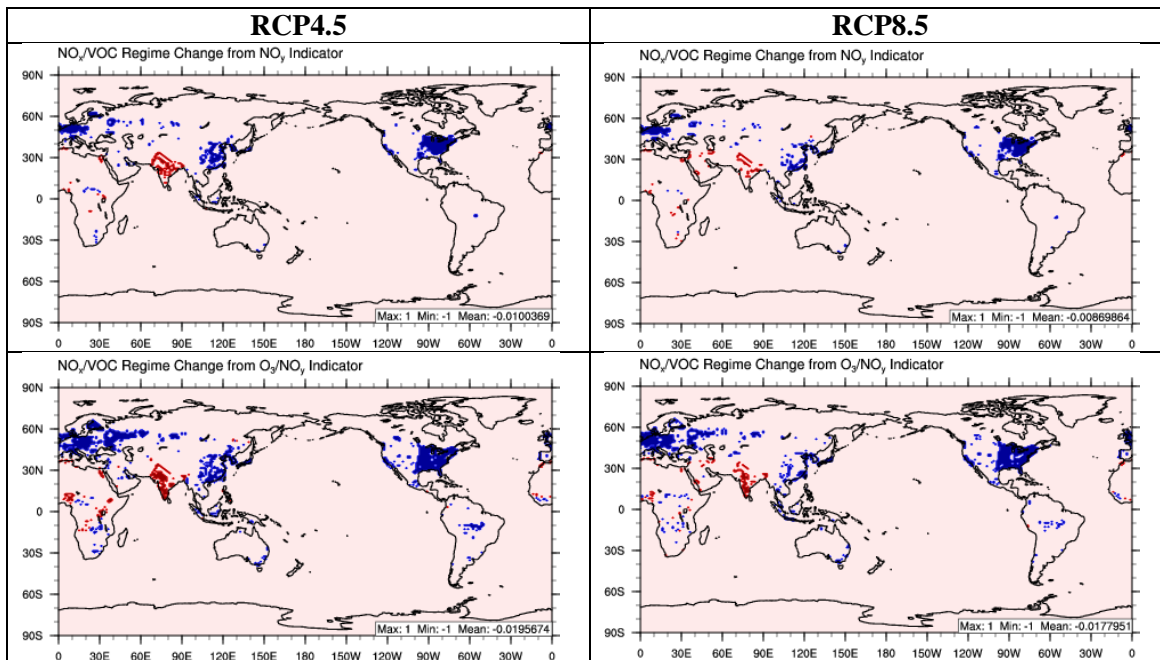 RCP4.5
RCP8.5
NOx/VOC Regime Change from NOy Indicator
90N
60N
30N
0
30S
60S
90S
0 30E 60E 90E 120E 150E 180 150W 120W 90W 60W 30W 0
Max: 1 Min: -1 Mean: -0.0100369
NOx/VOC Regime Change from NOy Indicator
90N
60N
30N
0
30S
60S
90S
0 30E 60E 90E 120E 150E 180 150W 120W 90W 60W 30W 0
Max: 1 Min: -1 Mean: -0.00869864
NOx/VOC Regime Change from O3/NOy Indicator
90N
60N
30N
0
30S
60S
90S
0 30E 60E 90E 120E 150E 180 150W 120W 90W 60W 30W 0
Max: 1 Min: -1 Mean: -0.0195674
NOx/VOC Regime Change from O3/NOy Indicator
90N
60N
30N
0
30S
60S
90S
0 30E 60E 90E 120E 150E 180 150W 120W 90W 60W 30W 0
Max: 1 Min: -1 Mean: -0.0177951